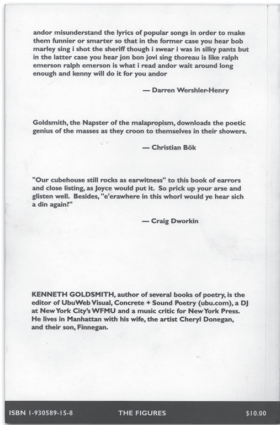 andor misunderstand the lyrics of popular songs in order to make
them funnier or smarter so that in the former case you hear bob
marley sing i shot the sheriff though i swear i was in silky pants but
in the latter case you hear jon bon jovi sing thoreau is like ralph
emerson ralph emerson is what i read andor wait around long
enough and kenny will do it for you andor
— Darren Wershler-Henry
Goldsmith, the Napster of the malapropism, downloads the poetic
genius of the masses as they croon to themselves in their showers.
— Christian Bök
"Our cubehouse still rocks as earwitness" to this book of earrors
and close listing, as Joyce would put it. So prick up your arse and
glisten well. Besides, "e'erawhere in this whorl would ye hear sich
a din again?"
— Craig Dworkin
KENNETH GOLDSMITH, author of several books of poetry, is the
editor of UbuWeb Visual, Concrete + Sound Poetry (ubu.com), a DJ
at New York City's WFMU and a music critic for New York Press.
He lives in Manhattan with his wife, the artist Cheryl Donegan,
and their son, Finnegan.
ISBN 1-930589-15-8 THE FIGURES $10.00